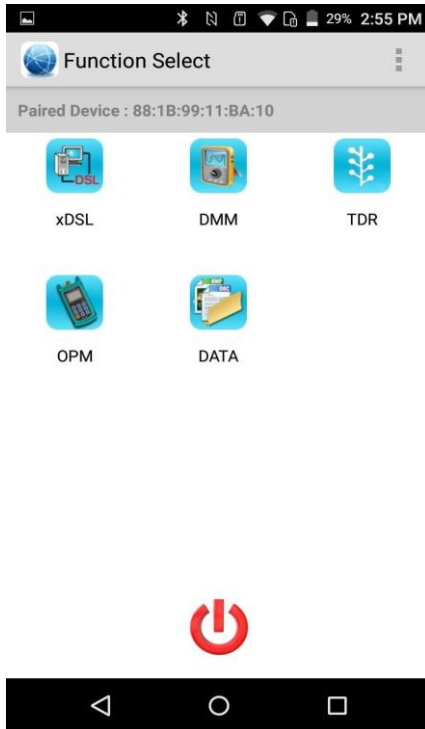 29% 2:55 PM
Function Select
Paired Device : 88:1B:99:11:BA:10
DSL
xDSL
DMM
TDR
OPM
DATA